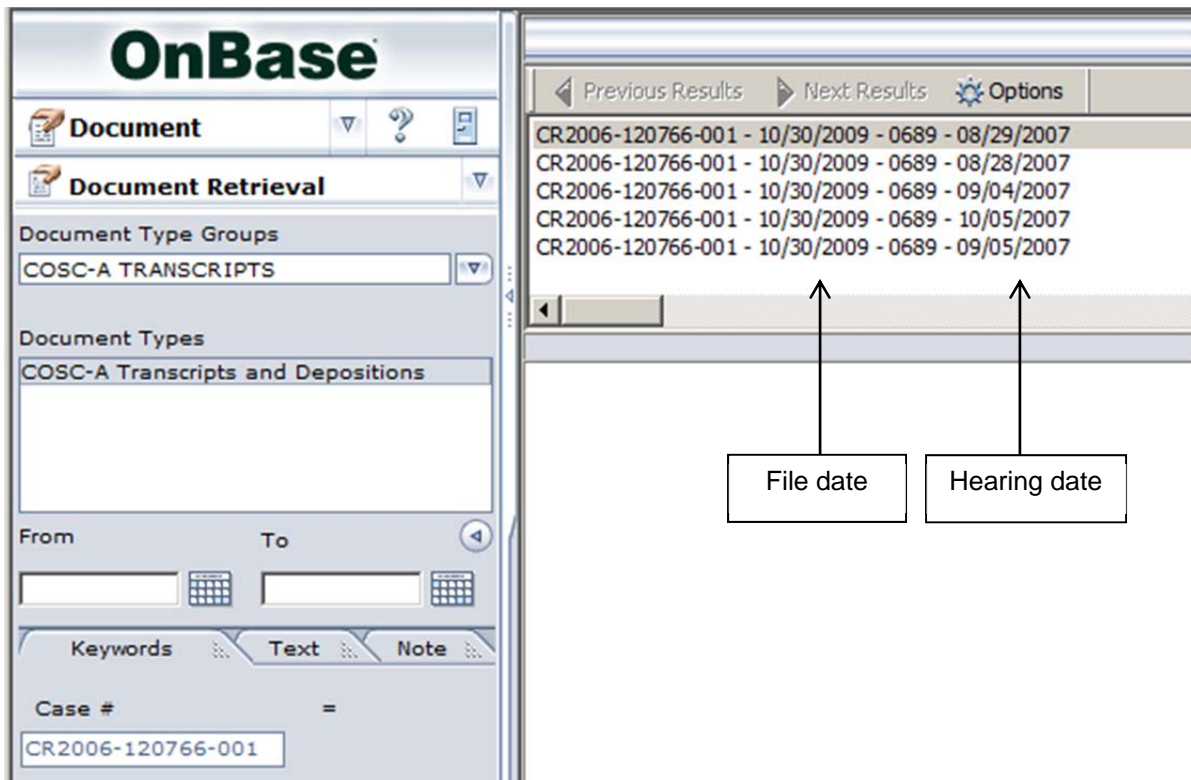 OnBase
Document
Document Retrieval
Document Type Groups
COSC-A TRANSCRIPTS
Document Types
COSC-A Transcripts and Depositions
From To
Keywords Text Note
Case # =
CR2006-120766-001
Previous Results Next Results Options
CR2006-120766-001 - 10/30/2009 - 0689 - 08/29/2007
CR2006-120766-001 - 10/30/2009 - 0689 - 08/28/2007
CR2006-120766-001 - 10/30/2009 - 0689 - 09/04/2007
CR2006-120766-001 - 10/30/2009 - 0689 - 10/05/2007
CR2006-120766-001 - 10/30/2009 - 0689 - 09/05/2007
File date Hearing date